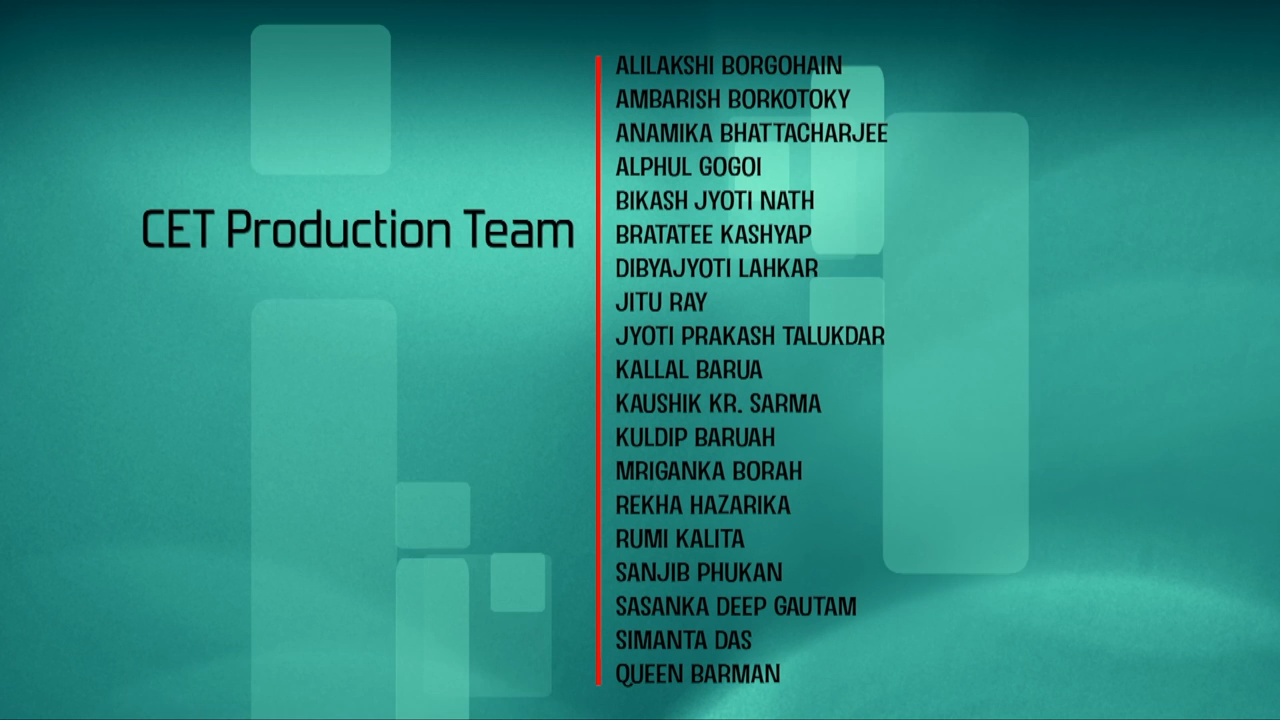 CET Production Team
ALILAKSHI BORGOHAIN
AMBARISH BORKOTOKY
ANAMIKA BHATTACHARJEE
ALPHUL GOGOI
BIKASH JYOTI NATH
BRATATEE KASHYAP
DIBYAJYOTI LAHKAR
JITU RAY
JYOTI PRAKASH TALUKDAR
KALLAL BARUA
KAUSHIK KR. SARMA
KULDIP BARUAH
MRIGANKA BORAH
REKHA HAZARIKA
RUMI KALITA
SANJIB PHUKAN
SASANKA DEEP GAUTAM
SIMANTA DAS
QUEEN BARMAN